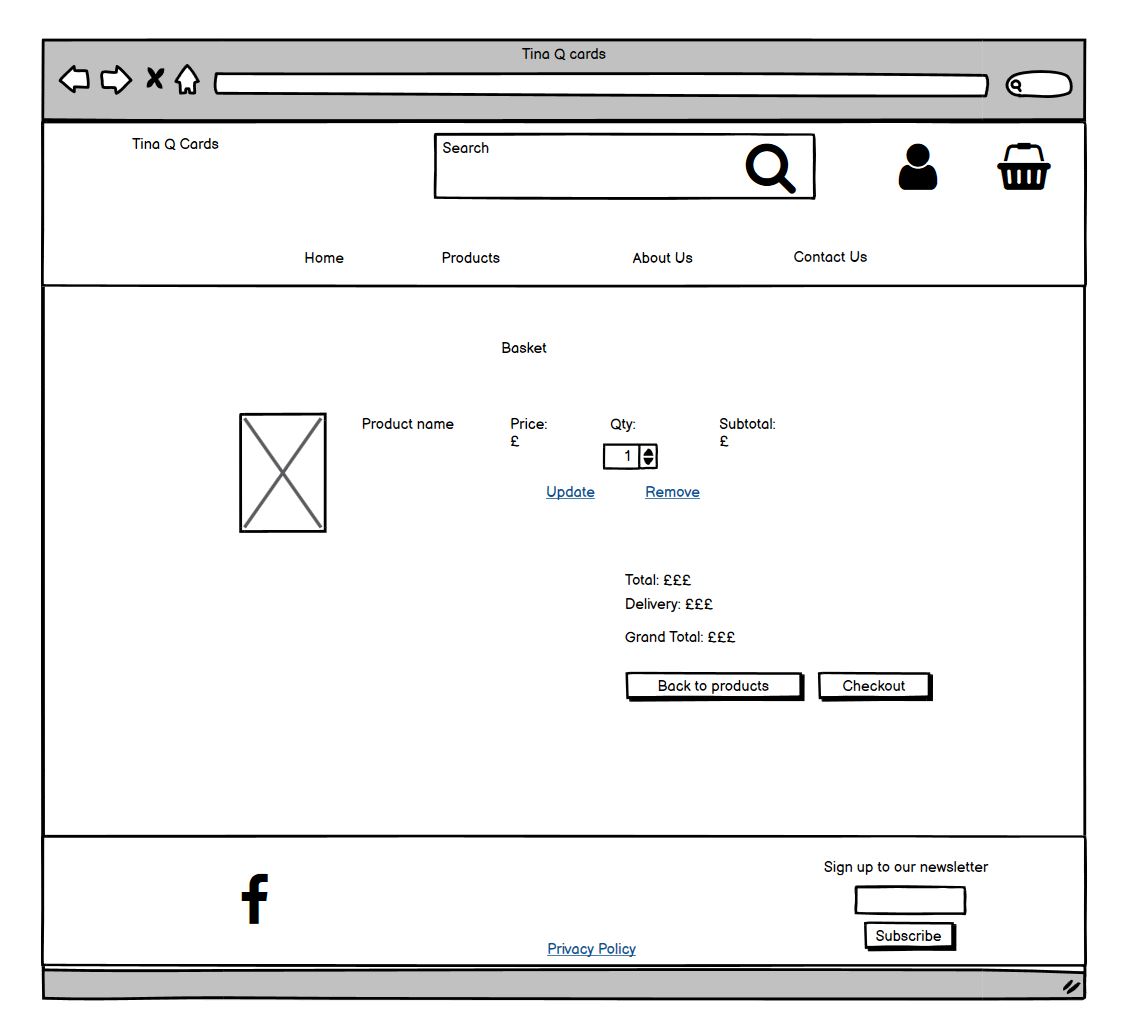 Tina Q cards
Tina Q Cards
Search
Home Products About Us Contact Us
Basket
Product name Price: Qty: Subtotal:
£ £
1
Update Remove
Total: £££
Delivery: £££
Grand Total: £££
Back to products Checkout
Sign up to our newsletter
Subscribe
Privacy Policy